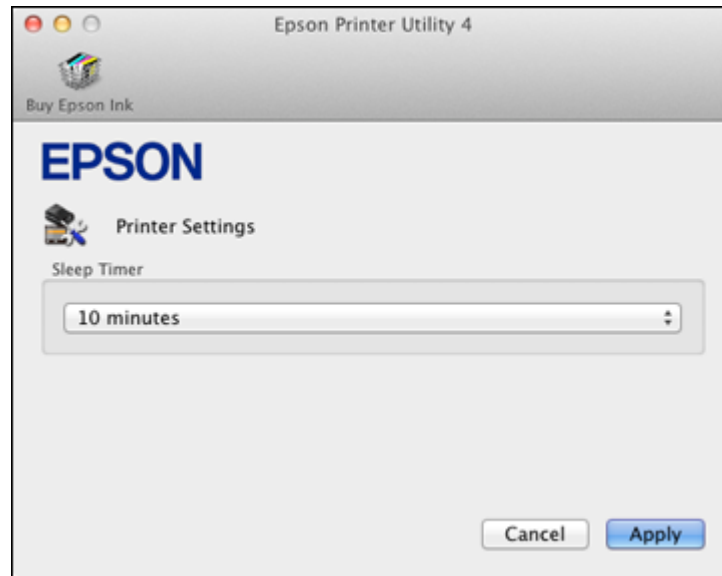 Epson Printer Utility 4
Buy Epson Ink
EPSON
Printer Settings
Sleep Timer
10 minutes
Cancel Apply